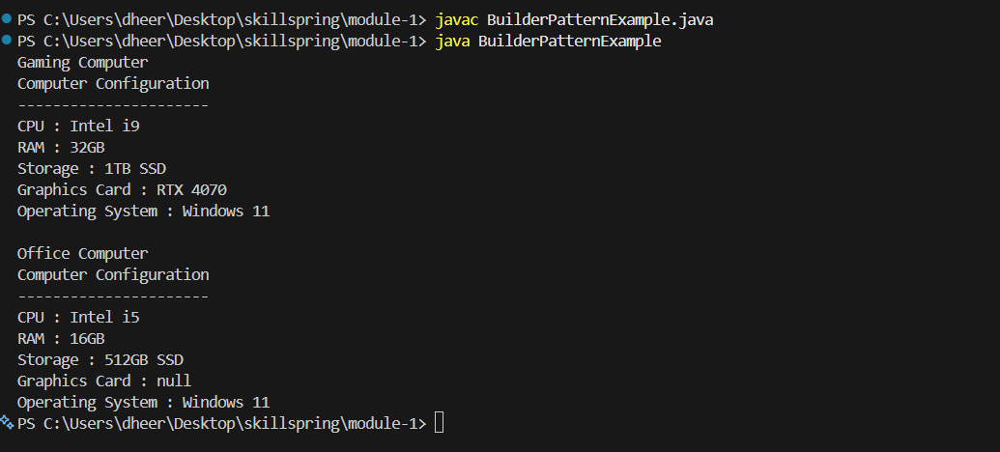 PS C:\Users\dheer\Desktop\skillspring\module-1> javac BuilderPatternExample.java
PS C:\Users\dheer\Desktop\skillspring\module-1> java BuilderPatternExample
Gaming Computer
Computer Configuration
----------------------
CPU : Intel i9
RAM : 32GB
Storage : 1TB SSD
Graphics Card : RTX 4070
Operating System : Windows 11

Office Computer
Computer Configuration
----------------------
CPU : Intel i5
RAM : 16GB
Storage : 512GB SSD
Graphics Card : null
Operating System : Windows 11
PS C:\Users\dheer\Desktop\skillspring\module-1>